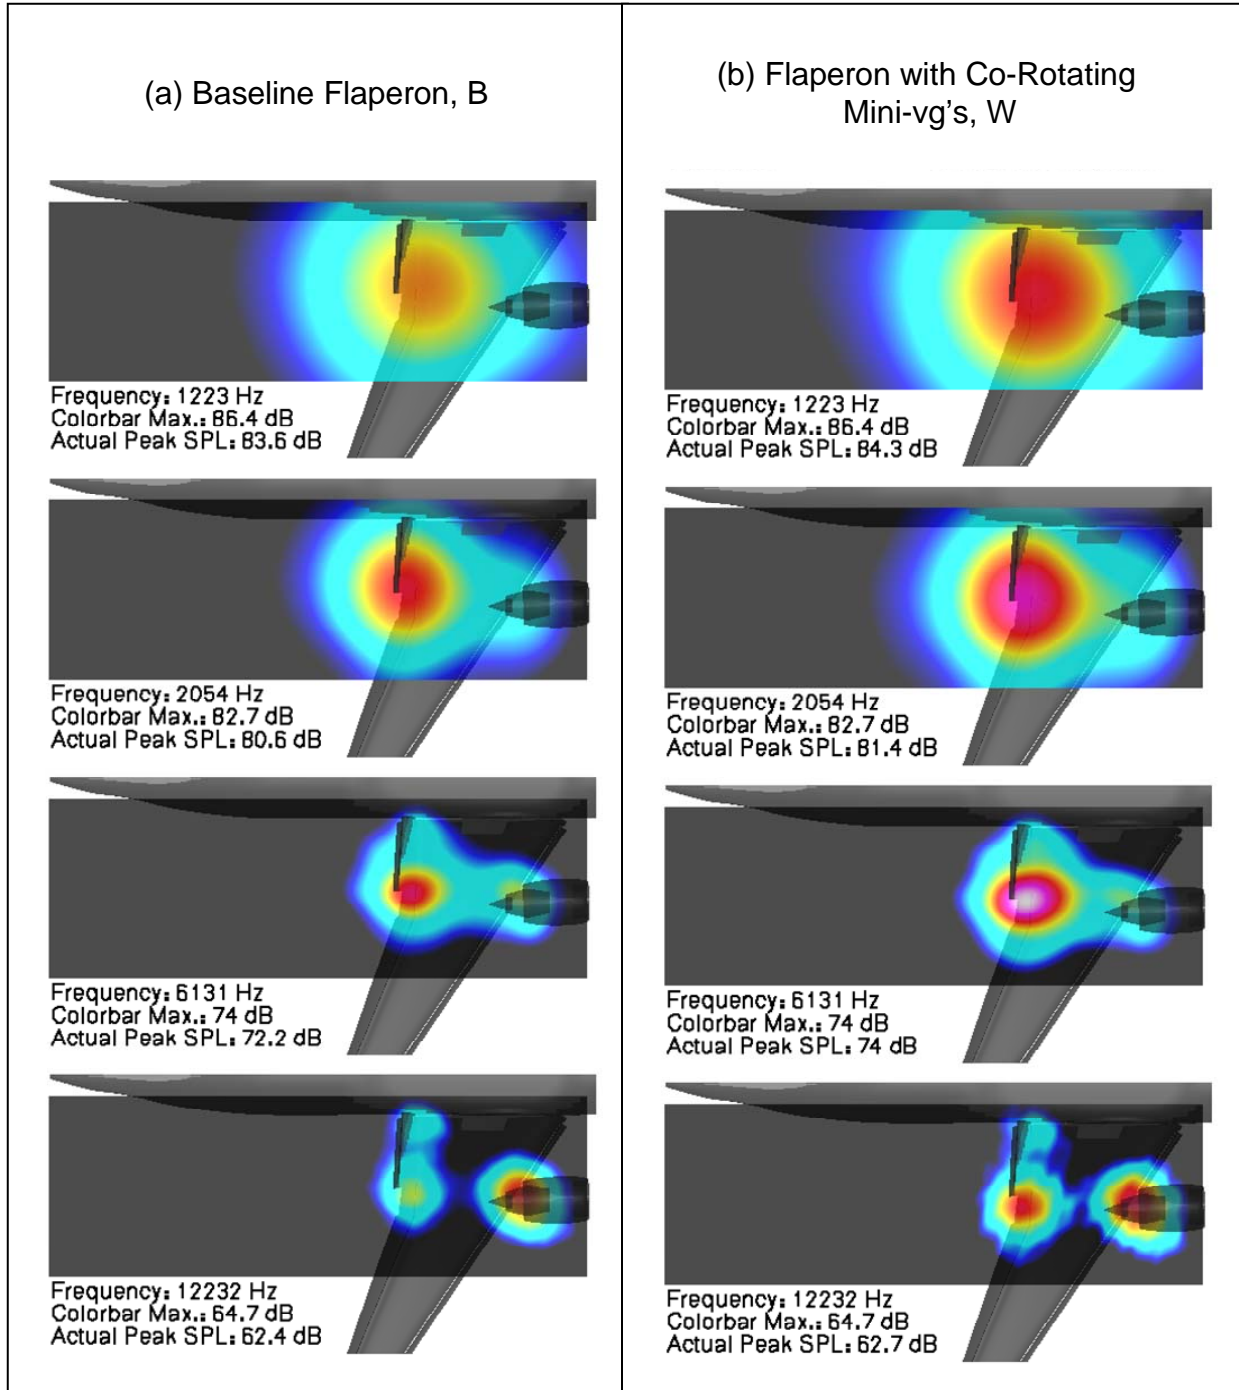 (a) Baseline Flaperon, B
Frequency: 1223 Hz
Colorbar Max.: 86.4 dB
Actual Peak SPL: 83.6 dB
Frequency: 2054 Hz
Colorbar Max.: 82.7 dB
Actual Peak SPL: 80.6 dB
Frequency: 6131 Hz
Colorbar Max.: 74 dB
Actual Peak SPL: 72.2 dB
Frequency: 12232 Hz
Colorbar Max.: 64.7 dB
Actual Peak SPL: 62.4 dB
(b) Flaperon with Co-Rotating
Mini-vg’s, W
Frequency: 1223 Hz
Colorbar Max.: 86.4 dB
Actual Peak SPL: 84.3 dB
Frequency: 2054 Hz
Colorbar Max.: 82.7 dB
Actual Peak SPL: 81.4 dB
Frequency: 6131 Hz
Colorbar Max.: 74 dB
Actual Peak SPL: 74 dB
Frequency: 12232 Hz
Colorbar Max.: 64.7 dB
Actual Peak SPL: 62.7 dB